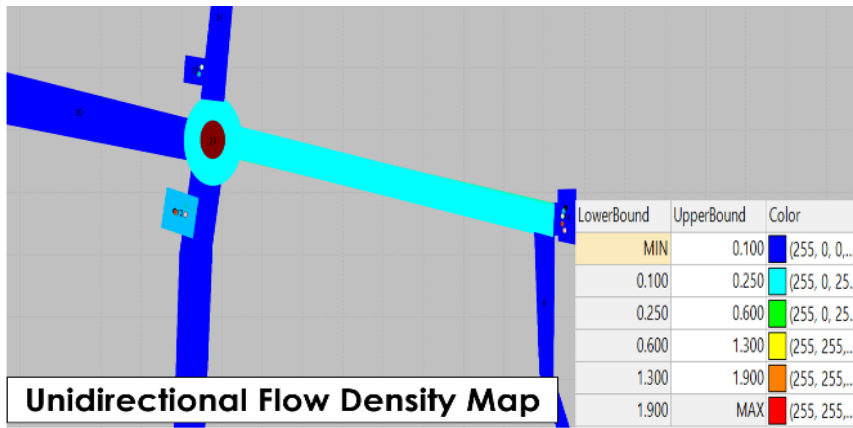 LowerBound UpperBound Color
MIN 0.100 (255, 0, 0,...
0.100 0.250 (255, 0, 25...
0.250 0.600 (255, 0, 25...
0.600 1.300 (255, 255,...
1.300 1.900 (255, 255,...
1.900 MAX (255, 255,...
Unidirectional Flow Density Map